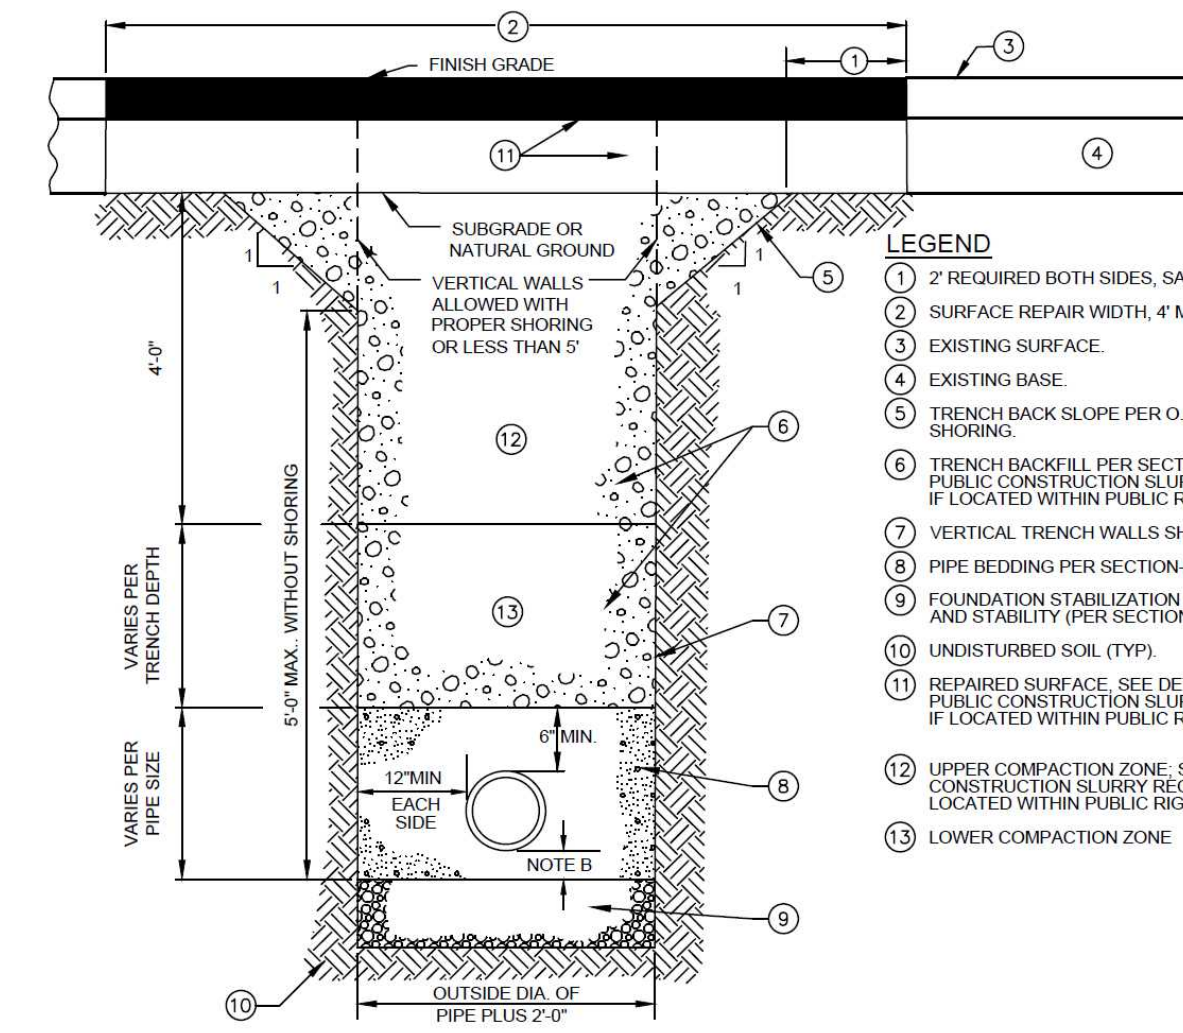 2
FINISH GRADE
1
3
11
4
SUBGRADE OR
NATURAL GROUND
1
1
VERTICAL WALLS
ALLOWED WITH
PROPER SHORING
OR LESS THAN 5'
1
1
5
4'-0"
12
6
5'-0" MAX.. WITHOUT SHORING
VARIES PER
TRENCH DEPTH
13
7
VARIES PER
PIPE SIZE
6" MIN.
12"MIN
EACH
SIDE
8
NOTE B
9
10
OUTSIDE DIA. OF
PIPE PLUS 2'-0"
LEGEND
1 2' REQUIRED BOTH SIDES, SA
2 SURFACE REPAIR WIDTH, 4' M
3 EXISTING SURFACE.
4 EXISTING BASE.
5 TRENCH BACK SLOPE PER O.
SHORING.
6 TRENCH BACKFILL PER SECT
PUBLIC CONSTRUCTION SLUR
IF LOCATED WITHIN PUBLIC R
7 VERTICAL TRENCH WALLS SH
8 PIPE BEDDING PER SECTION-
9 FOUNDATION STABILIZATION
AND STABILITY (PER SECTION
10 UNDISTURBED SOIL (TYP).
11 REPAIRED SURFACE, SEE DE
PUBLIC CONSTRUCTION SLUR
IF LOCATED WITHIN PUBLIC R
12 UPPER COMPACTION ZONE; S
CONSTRUCTION SLURRY REQ
LOCATED WITHIN PUBLIC RIG
13 LOWER COMPACTION ZONE